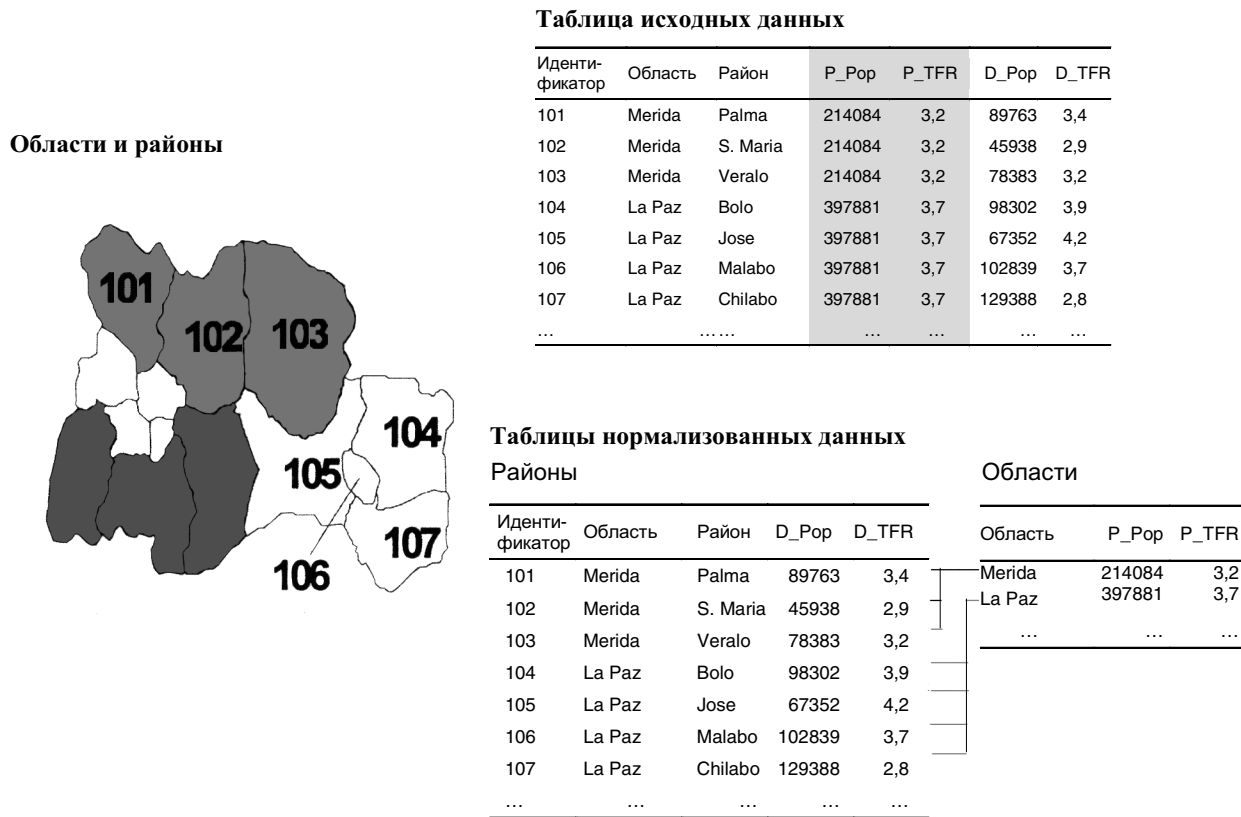 Таблица исходных данных
Иденти-
фикатор Область Район P_Pop P_TFR D_Pop D_TFR
101 Merida Palma 214084 3,2 89763 3,4
102 Merida S. Maria 214084 3,2 45938 2,9
103 Merida Veralo 214084 3,2 78383 3,2
104 La Paz Bolo 397881 3,7 98302 3,9
105 La Paz Jose 397881 3,7 67352 4,2
106 La Paz Malabo 397881 3,7 102839 3,7
107 La Paz Chilabo 397881 3,7 129388 2,8
… …… … … … …
Области и районы
101
102
103
104
105
106
107
Таблицы нормализованных данных
Районы
Иденти-
фикатор Область Район D_Pop D_TFR
101 Merida Palma 89763 3,4
102 Merida S. Maria 45938 2,9
103 Merida Veralo 78383 3,2
104 La Paz Bolo 98302 3,9
105 La Paz Jose 67352 4,2
106 La Paz Malabo 102839 3,7
107 La Paz Chilabo 129388 2,8
… … … … …
Области
Область P_Pop P_TFR
Merida 214084 3,2
La Paz 397881 3,7
… … …